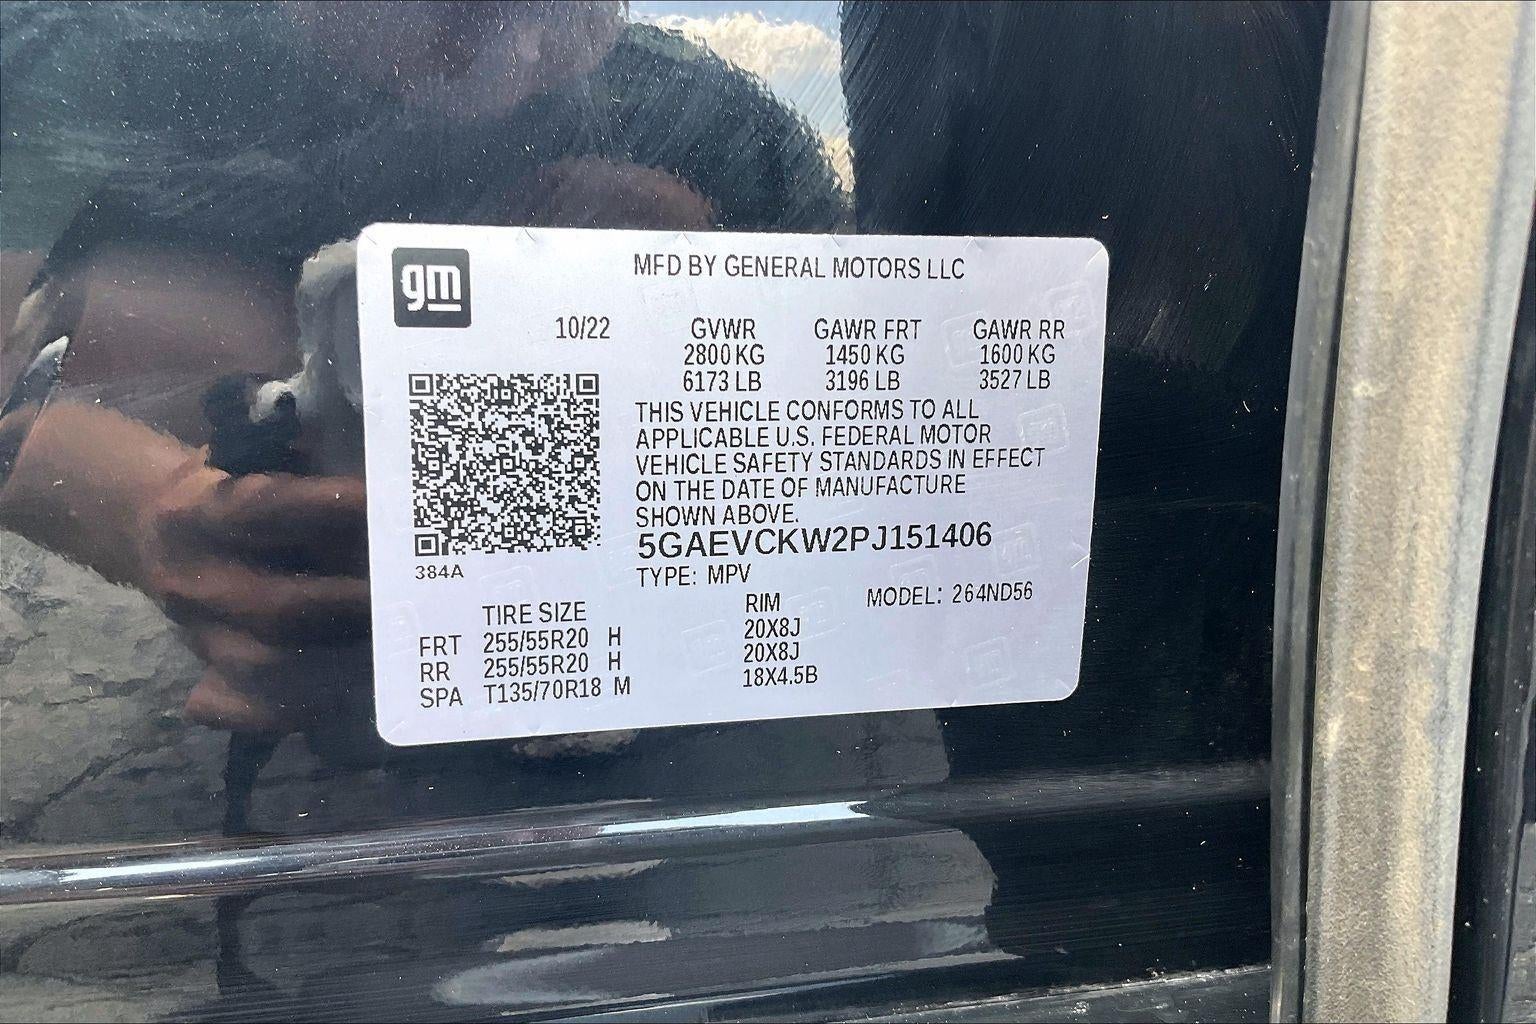 gm
MFD BY GENERAL MOTORS LLC
10/22 GVWR GAWR FRT GAWR RR
2800 KG 1450 KG 1600 KG
6173 LB 3196 LB 3527 LB
THIS VEHICLE CONFORMS TO ALL
APPLICABLE U.S. FEDERAL MOTOR
VEHICLE SAFETY STANDARDS IN EFFECT
ON THE DATE OF MANUFACTURE
SHOWN ABOVE.
5GAEVCKW2PJ151406
384A
TYPE: MPV
MODEL: 264ND56
TIRE SIZE RIM
FRT 255/55R20 H 20X8J
RR 255/55R20 H 20X8J
SPA T135/70R18 M 18X4.5B